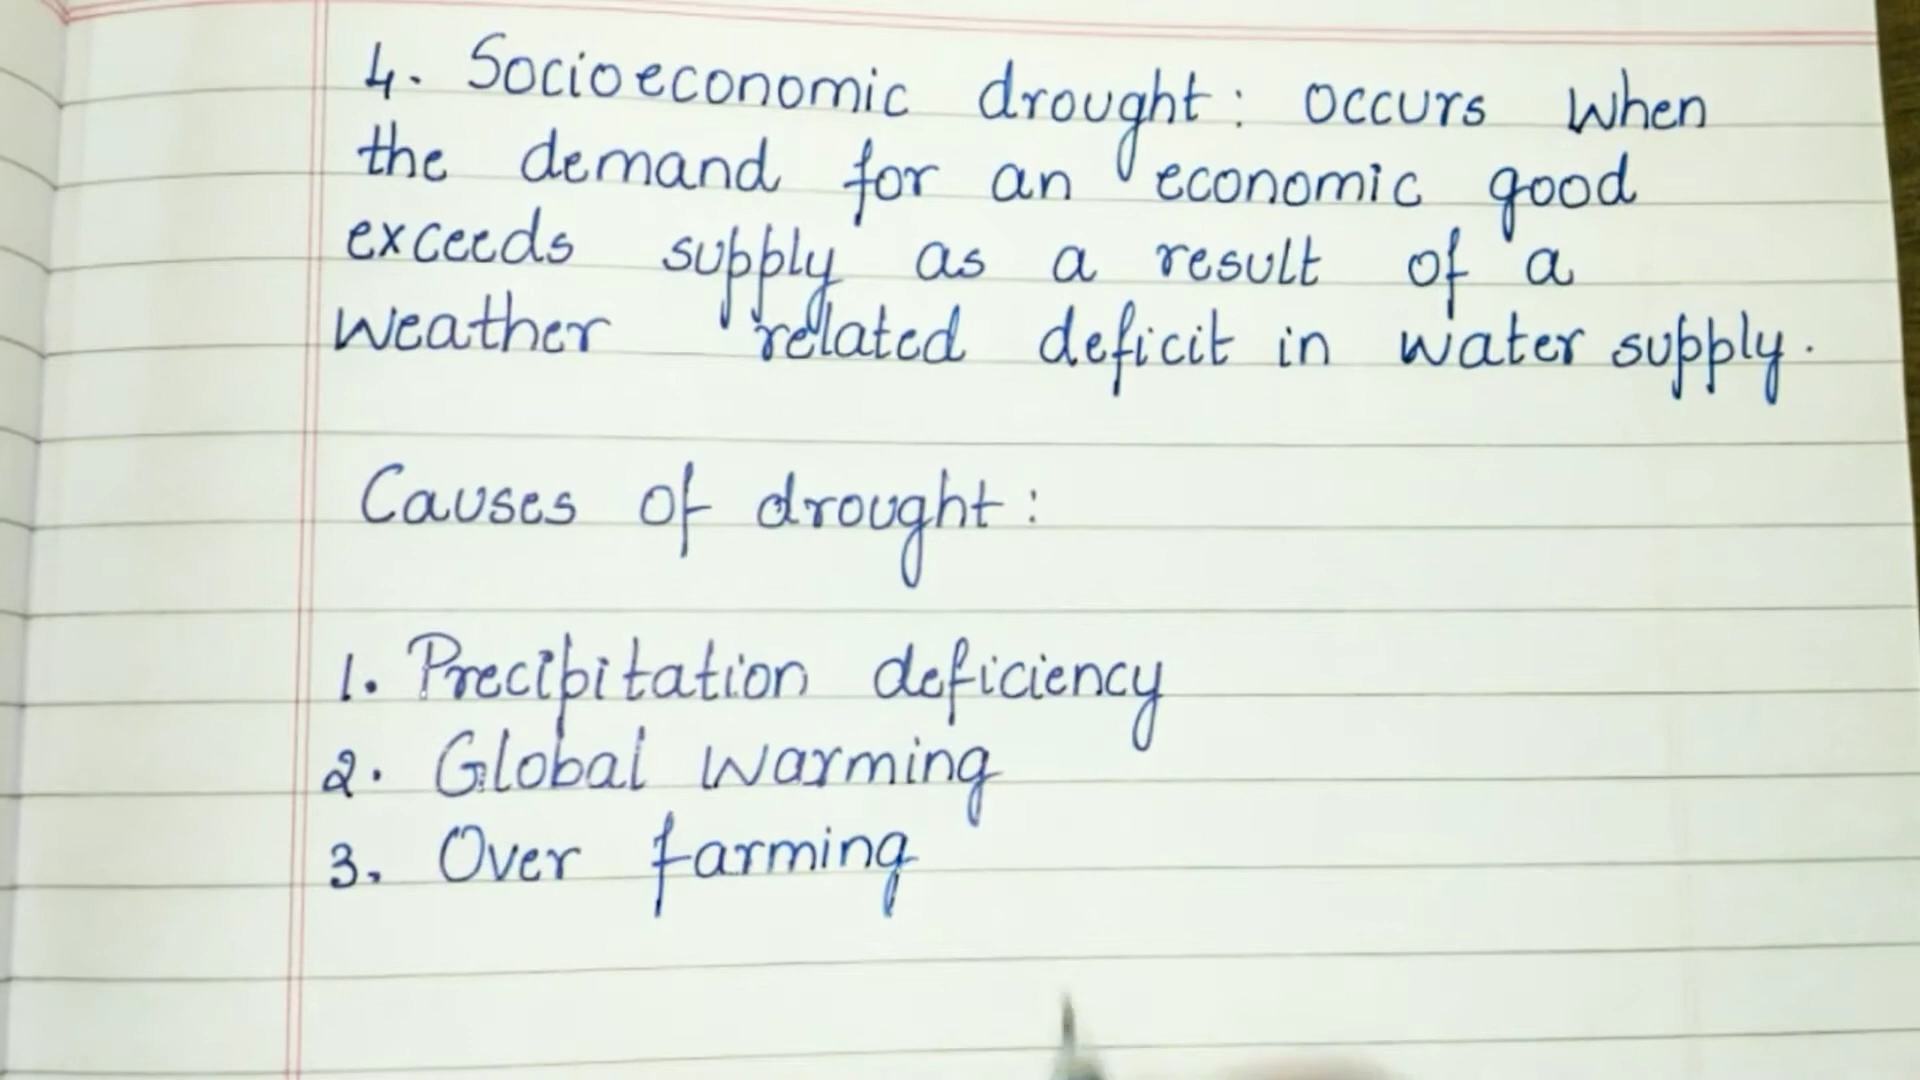 4. Socioeconomic drought: occurs when
the demand for an economic good
exceeds supply as a result of a
weather related deficit in water supply.
Causes of drought:
1. Precipitation deficiency
2. Global warming
3. Over farming